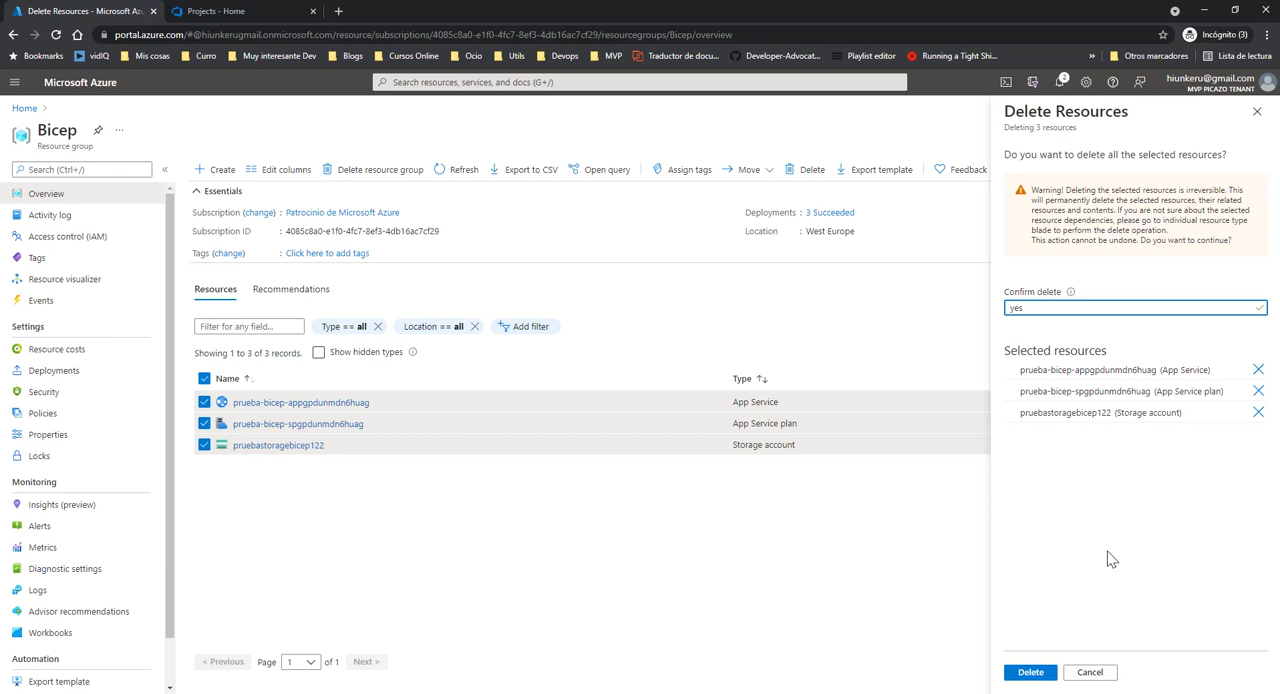 Delete Resources - Microsoft Azu
Projects - Home
portal.azure.com/#@hiunkerugmail.onmicrosoft.com/resource/subscriptions/4085c8a0-e1f0-4fc7-8ef3-4db16ac7cf29/resourcegroups/Bicep/overview
Incógnito (3)
Bookmarks
vidIQ
Mis cosas
Curro
Muy interesante Dev
Blogs
Cursos Online
Ocio
Utils
Devops
MVP
Traductor de docu...
Developer-Advocat...
Playlist editor
Running a Tight Shi...
»
Otros marcadores
Lista de lectura
Microsoft Azure
Search resources, services, and docs (G+/)
2
hiunkeru@gmail.com
MVP PICAZO TENANT
Home >
Bicep
...
Resource group
Search (Ctrl+/)
«
Overview
Activity log
Access control (IAM)
Tags
Resource visualizer
Events
Settings
Resource costs
Deployments
Security
Policies
Properties
Locks
Monitoring
Insights (preview)
Alerts
Metrics
Diagnostic settings
Logs
Advisor recommendations
Workbooks
Automation
Export template
Create
Edit columns
Delete resource group
Refresh
Export to CSV
Open query
Assign tags
Move
Delete
Export template
Feedback
Essentials
Subscription (change) : Patrocinio de Microsoft Azure
Subscription ID : 4085c8a0-e1f0-4fc7-8ef3-4db16ac7cf29
Tags (change) : Click here to add tags
Deployments : 3 Succeeded
Location : West Europe
Resources
Recommendations
Filter for any field...
Type == all
Location == all
Add filter
Showing 1 to 3 of 3 records.
Show hidden types
Name
Type
prueba-bicep-appgpdunmdn6huag
App Service
prueba-bicep-spgpdunmdn6huag
App Service plan
pruebastoragebicep122
Storage account
< Previous
Page
1
of 1
Next >
Delete Resources
Deleting 3 resources
Do you want to delete all the selected resources?
Warning! Deleting the selected resources is irreversible. This
will permanently delete the selected resources, their related
resources and contents. If you are not sure about the selected
resource dependencies, please go to individual resource type
blade to perform the delete operation.
This action cannot be undone. Do you want to continue?
Confirm delete
yes
Selected resources
prueba-bicep-appgpdunmdn6huag (App Service)
prueba-bicep-spgpdunmdn6huag (App Service plan)
pruebastoragebicep122 (Storage account)
Delete
Cancel